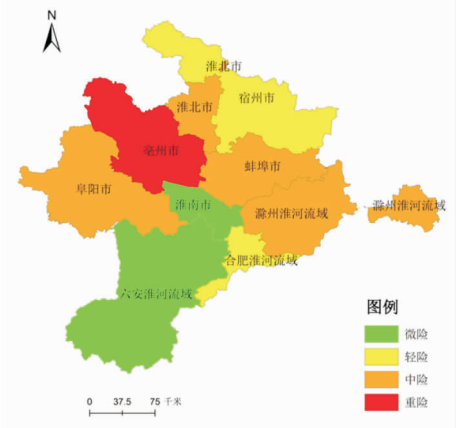 N
淮北市
宿州市
淮北市
亳州市
蚌埠市
阜阳市
淮南市
滁州淮河流域
滁州淮河流域
合肥淮河流域
六安淮河流域
图例
微险
轻险
中险
重险
0 37.5 75 千米